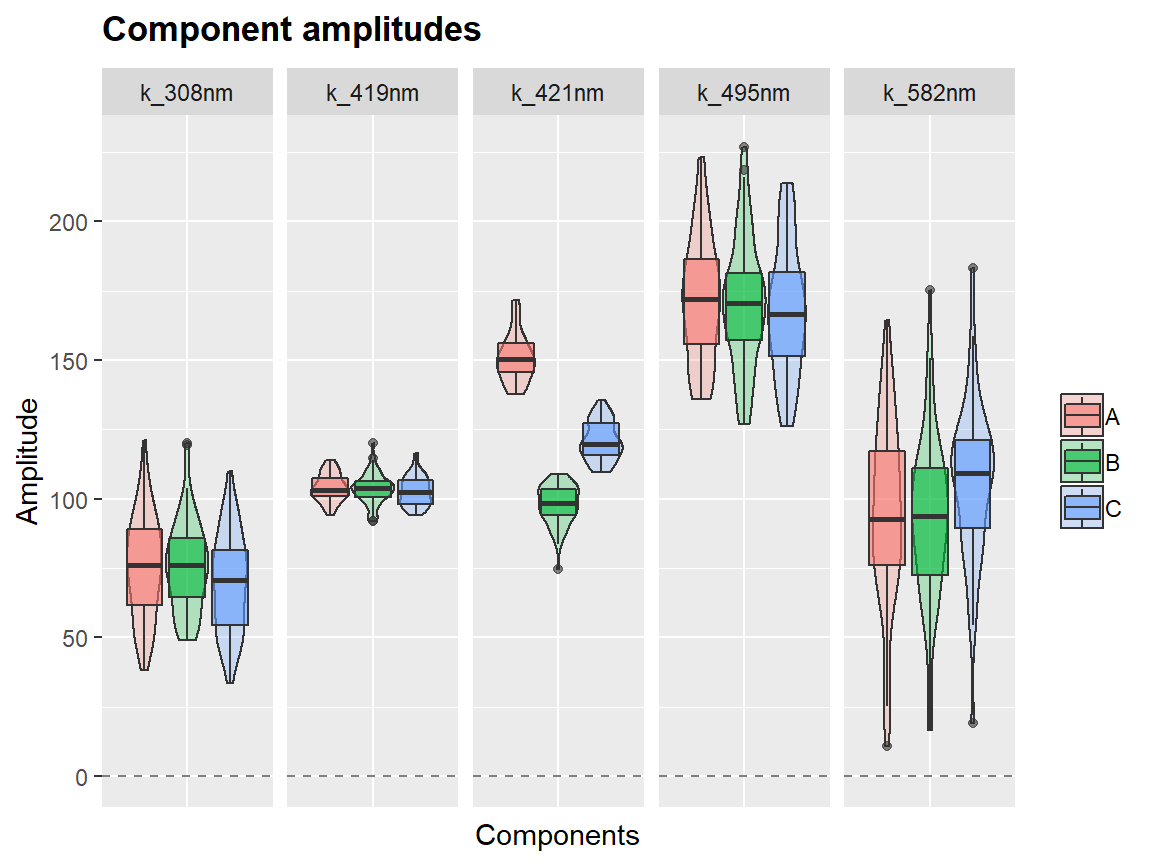 Component amplitudes
k_308nm k_419nm k_421nm k_495nm k_582nm
200
150
100
50
0
Amplitude
Components
A
B
C